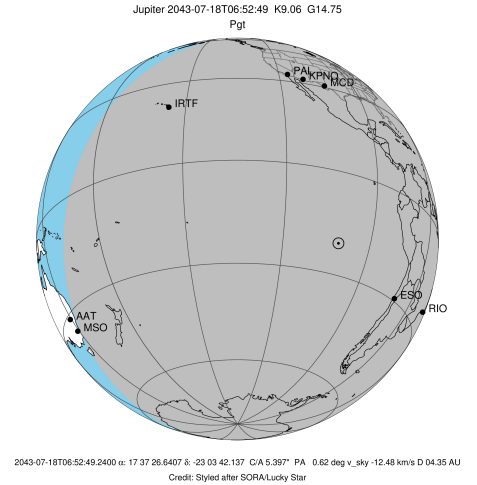 Jupiter 2043-07-18T06:52:49 K9.06 G14.75
Pgt
PAL
KPNO
MCD
IRTF
ESO
RIO
AAT
MSO
2043-07-18T06:52:49.2400 α: 17 37 26.6407 δ: -23 03 42.137 C/A 5.397" PA 0.62 deg v_sky -12.48 km/s D 04.35 AU
Credit: Styled after SORA/Lucky Star